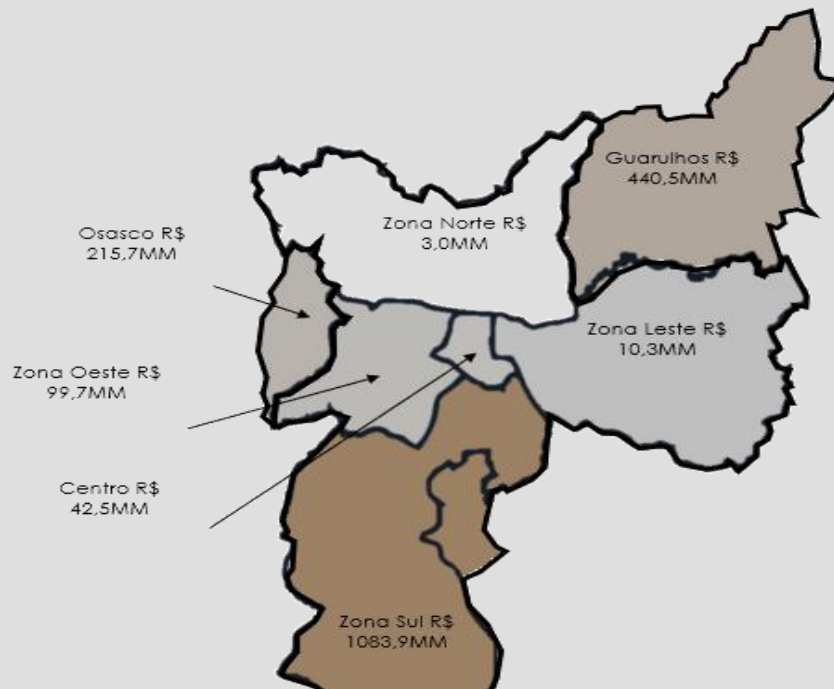 Guarulhos R$
440,5MM
Zona Norte R$
3,0MM
Osasco R$
215,7MM
Zona Leste R$
10,3MM
Zona Oeste R$
99,7MM
Centro R$
42,5MM
Zona Sul R$
1083,9MM